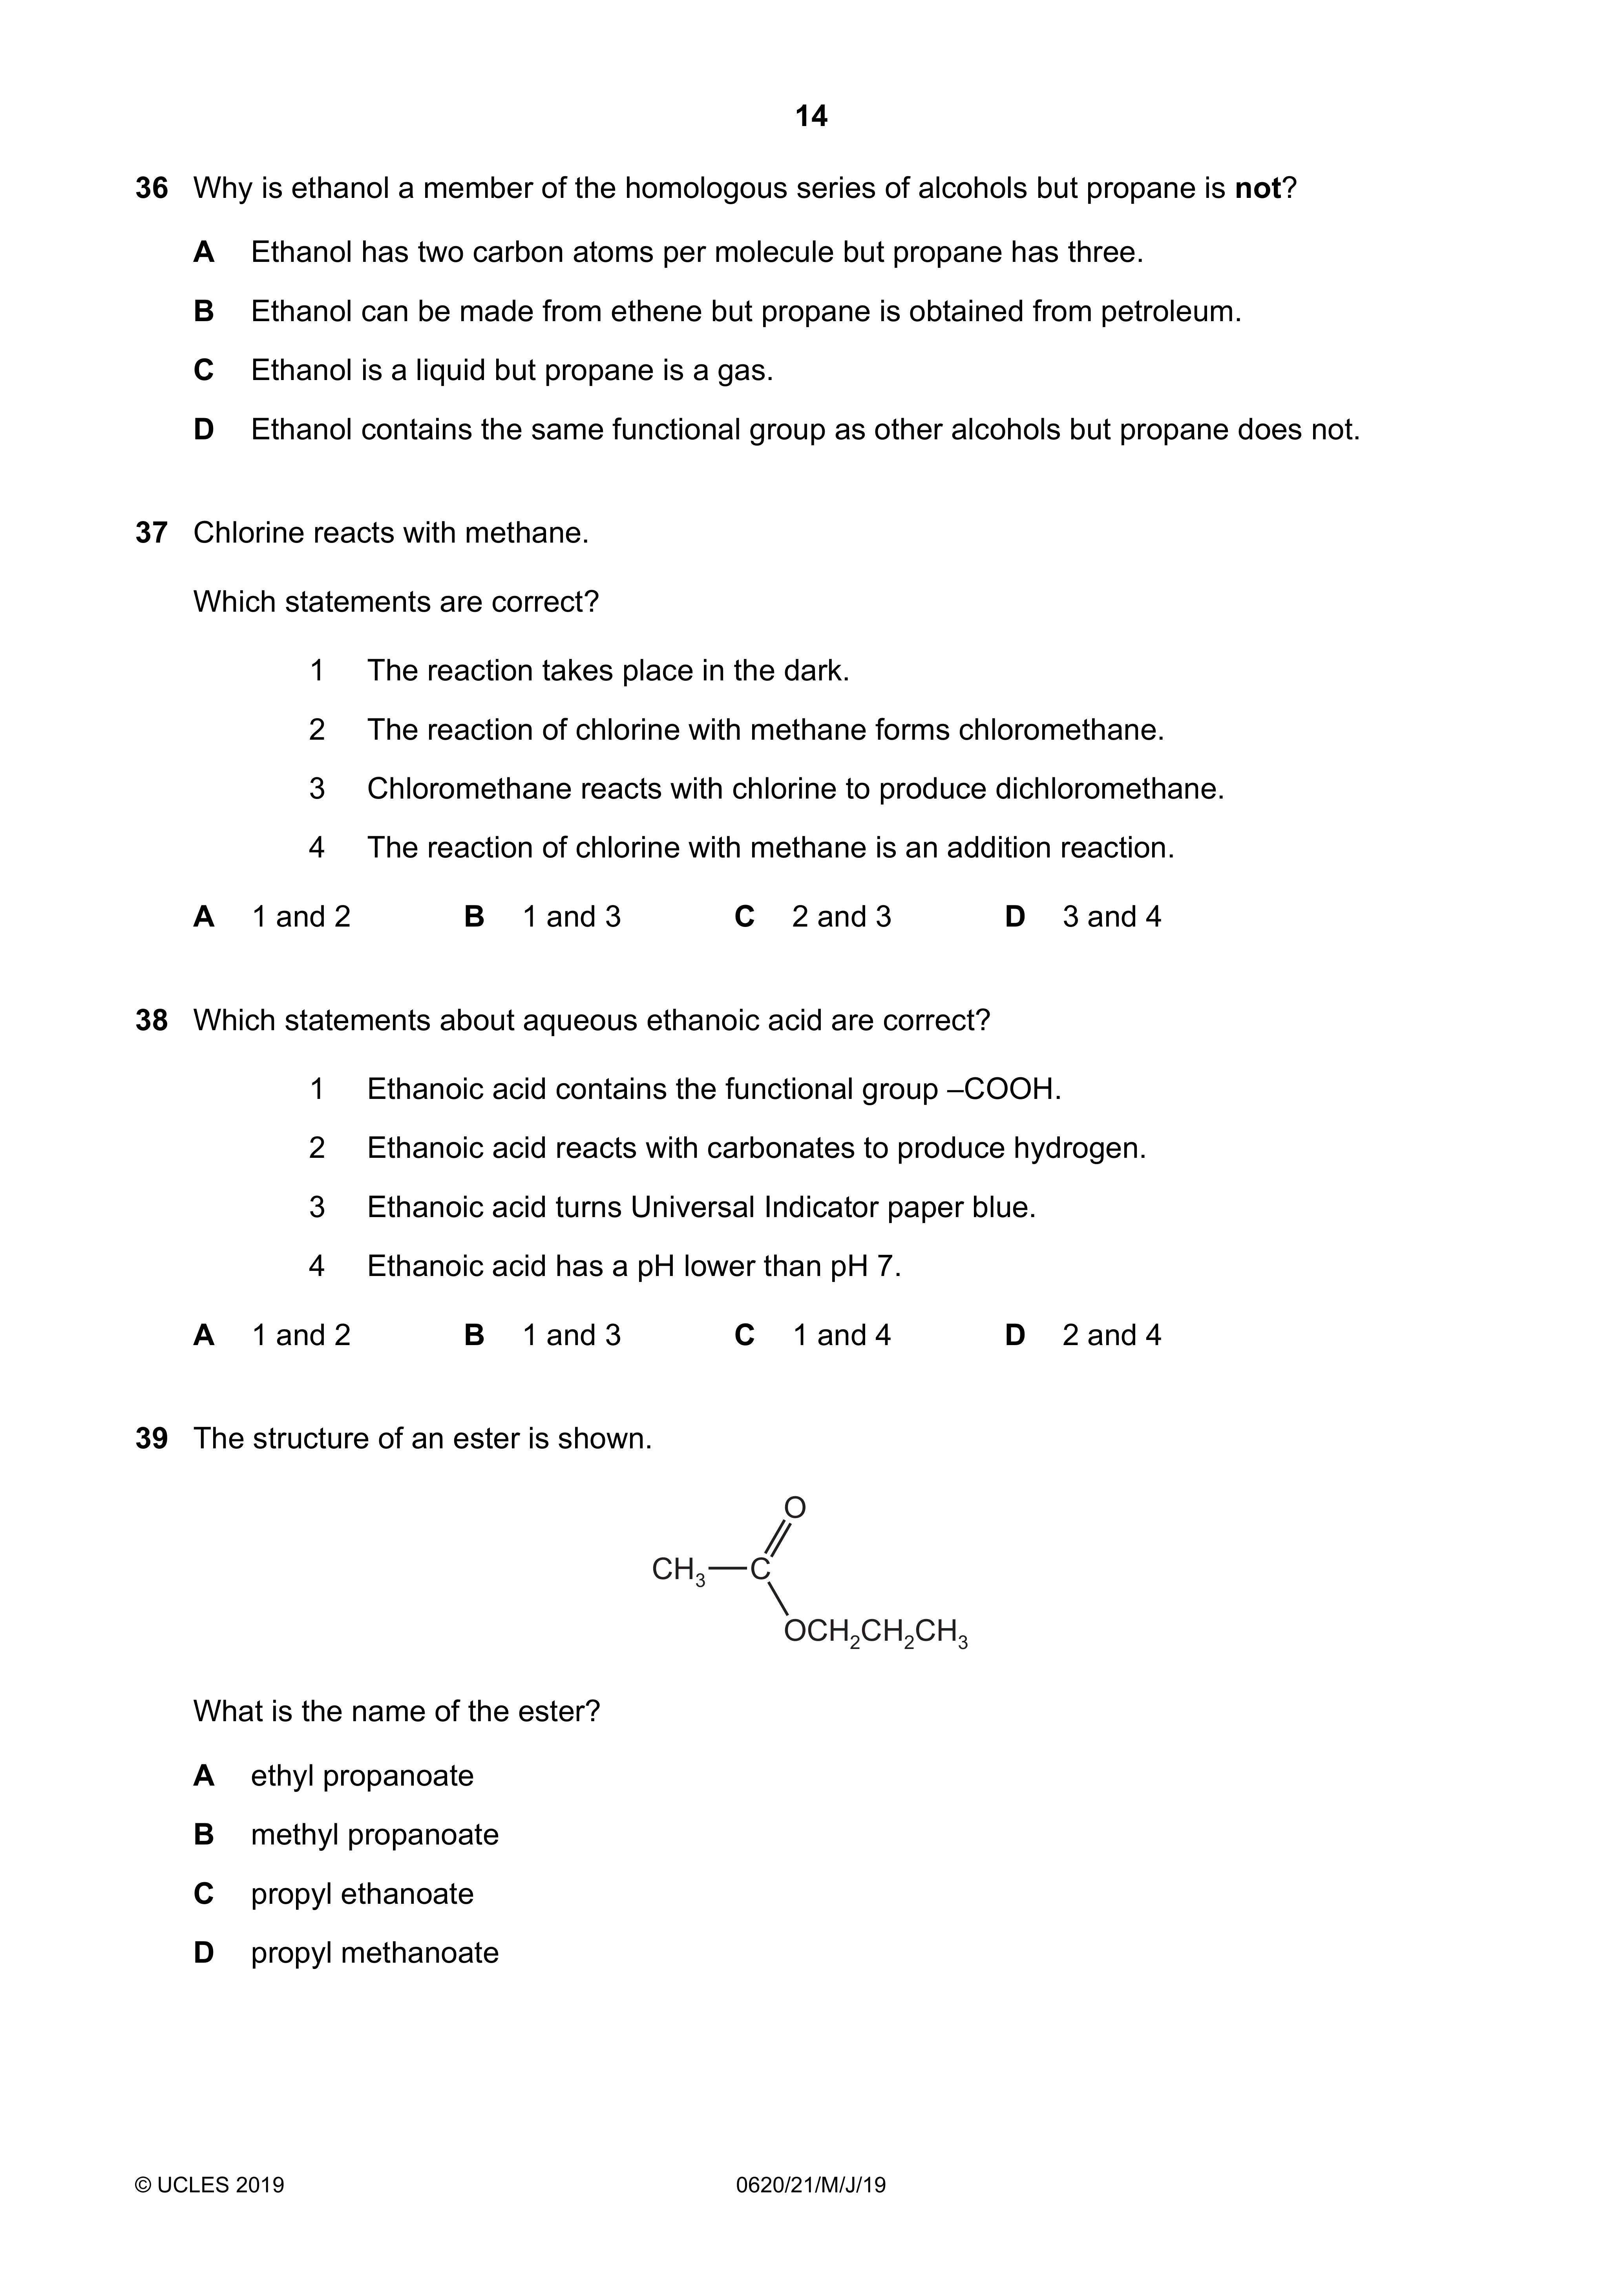 14
36 Why is ethanol a member of the homologous series of alcohols but propane is not?
A Ethanol has two carbon atoms per molecule but propane has three.
B Ethanol can be made from ethene but propane is obtained from petroleum.
C Ethanol is a liquid but propane is a gas.
D Ethanol contains the same functional group as other alcohols but propane does not.
37 Chlorine reacts with methane.
Which statements are correct?
1 The reaction takes place in the dark.
2 The reaction of chlorine with methane forms chloromethane.
3 Chloromethane reacts with chlorine to produce dichloromethane.
4 The reaction of chlorine with methane is an addition reaction.
A 1 and 2 B 1 and 3 C 2 and 3 D 3 and 4
38 Which statements about aqueous ethanoic acid are correct?
1 Ethanoic acid contains the functional group –COOH.
2 Ethanoic acid reacts with carbonates to produce hydrogen.
3 Ethanoic acid turns Universal Indicator paper blue.
4 Ethanoic acid has a pH lower than pH 7.
A 1 and 2 B 1 and 3 C 1 and 4 D 2 and 4
39 The structure of an ester is shown.
O
CH₃ C
OCH₂CH₂CH₃
What is the name of the ester?
A ethyl propanoate
B methyl propanoate
C propyl ethanoate
D propyl methanoate
© UCLES 2019 0620/21/M/J/19